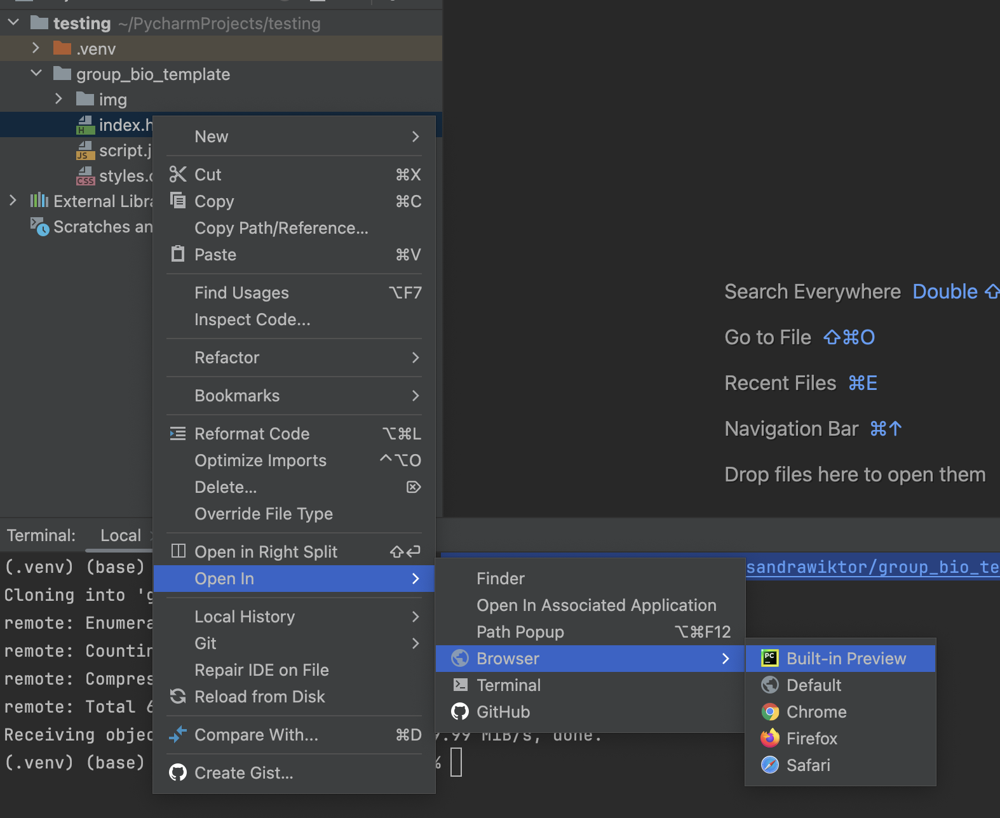 testing ~/PycharmProjects/testing
.venv
group_bio_template
img
index.h
script.j
styles.c
External Libra
Scratches an
New
Cut ⌘X
Copy ⌘C
Copy Path/Reference...
Paste ⌘V
Find Usages ⌥F7
Inspect Code...
Refactor
Bookmarks
Reformat Code ⌥⌘L
Optimize Imports ^⌥O
Delete... ⌦
Override File Type
Open in Right Split ⇧⏎
Open In
Local History
Git
Repair IDE on File
Reload from Disk
Compare With... ⌘D
Create Gist...
Finder
Open In Associated Application
Path Popup ⌥⌘F12
Browser
Terminal
GitHub
PC Built-in Preview
Default
Chrome
Firefox
Safari
Search Everywhere Double ⇧
Go to File ⇧⌘O
Recent Files ⌘E
Navigation Bar ⌘↑
Drop files here to open them
Terminal: Local
(.venv) (base) sandrawiktor/group_bio_te
Cloning into 'g
remote: Enumera
remote: Countin
remote: Compres
remote: Total 6
Receiving objec 9.99 MiB/s, done.
(.venv) (base) %